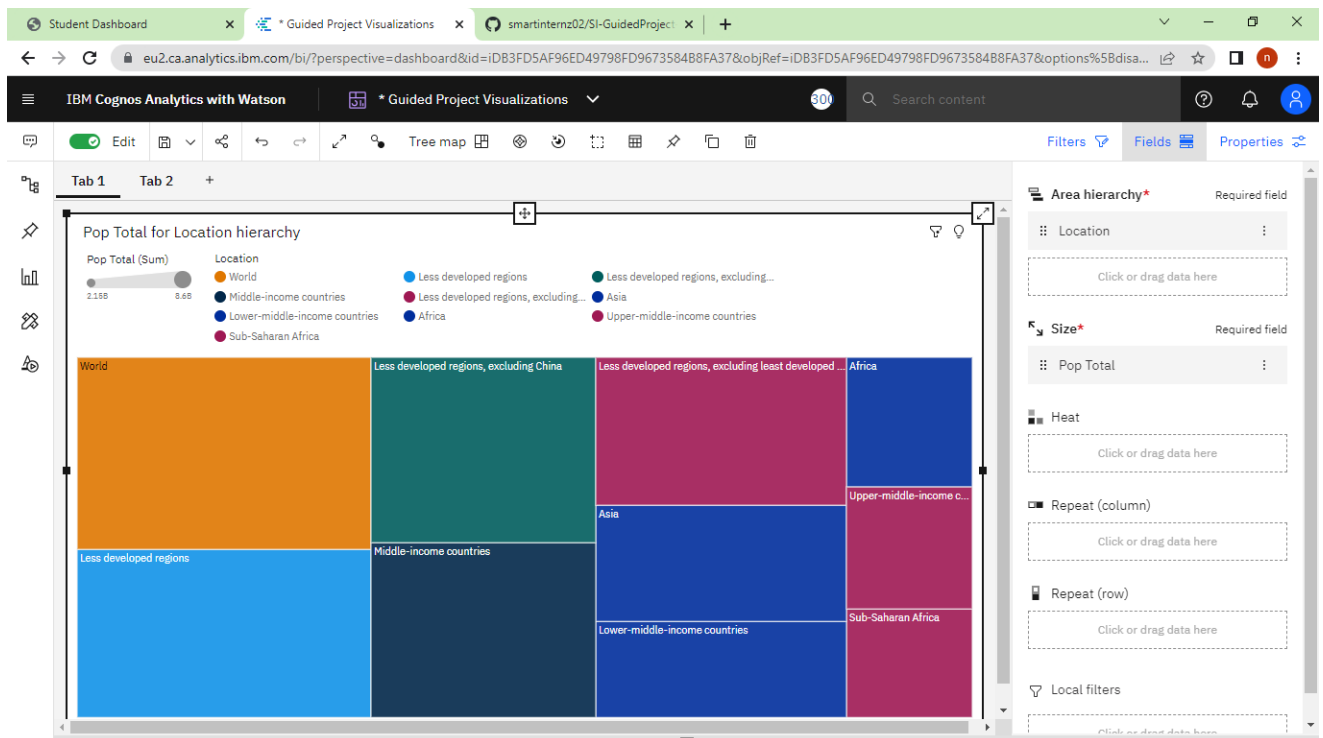 Student Dashboard
* Guided Project Visualizations
smartinternz02/SI-GuidedProject
eu2.ca.analytics.ibm.com/bi/?perspective=dashboard&id=iDB3FD5AF96ED49798FD9673584B8FA37&objRef=iDB3FD5AF96ED49798FD9673584B8FA37&options%5Bdisa...
n
IBM Cognos Analytics with Watson
* Guided Project Visualizations
300
Search content
Edit
Tree map
Filters
Fields
Properties
Tab 1
Tab 2
Pop Total for Location hierarchy
Pop Total (Sum)
2.15B 8.6B
Location
World
Less developed regions
Less developed regions, excluding...
Middle-income countries
Less developed regions, excluding...
Asia
Lower-middle-income countries
Africa
Upper-middle-income countries
Sub-Saharan Africa
World
Less developed regions, excluding China
Less developed regions, excluding least developed ...
Africa
Upper-middle-income c...
Asia
Less developed regions
Middle-income countries
Sub-Saharan Africa
Lower-middle-income countries
Area hierarchy*
Required field
Location
Click or drag data here
Size*
Required field
Pop Total
Heat
Click or drag data here
Repeat (column)
Click or drag data here
Repeat (row)
Click or drag data here
Local filters
Click or drag data here